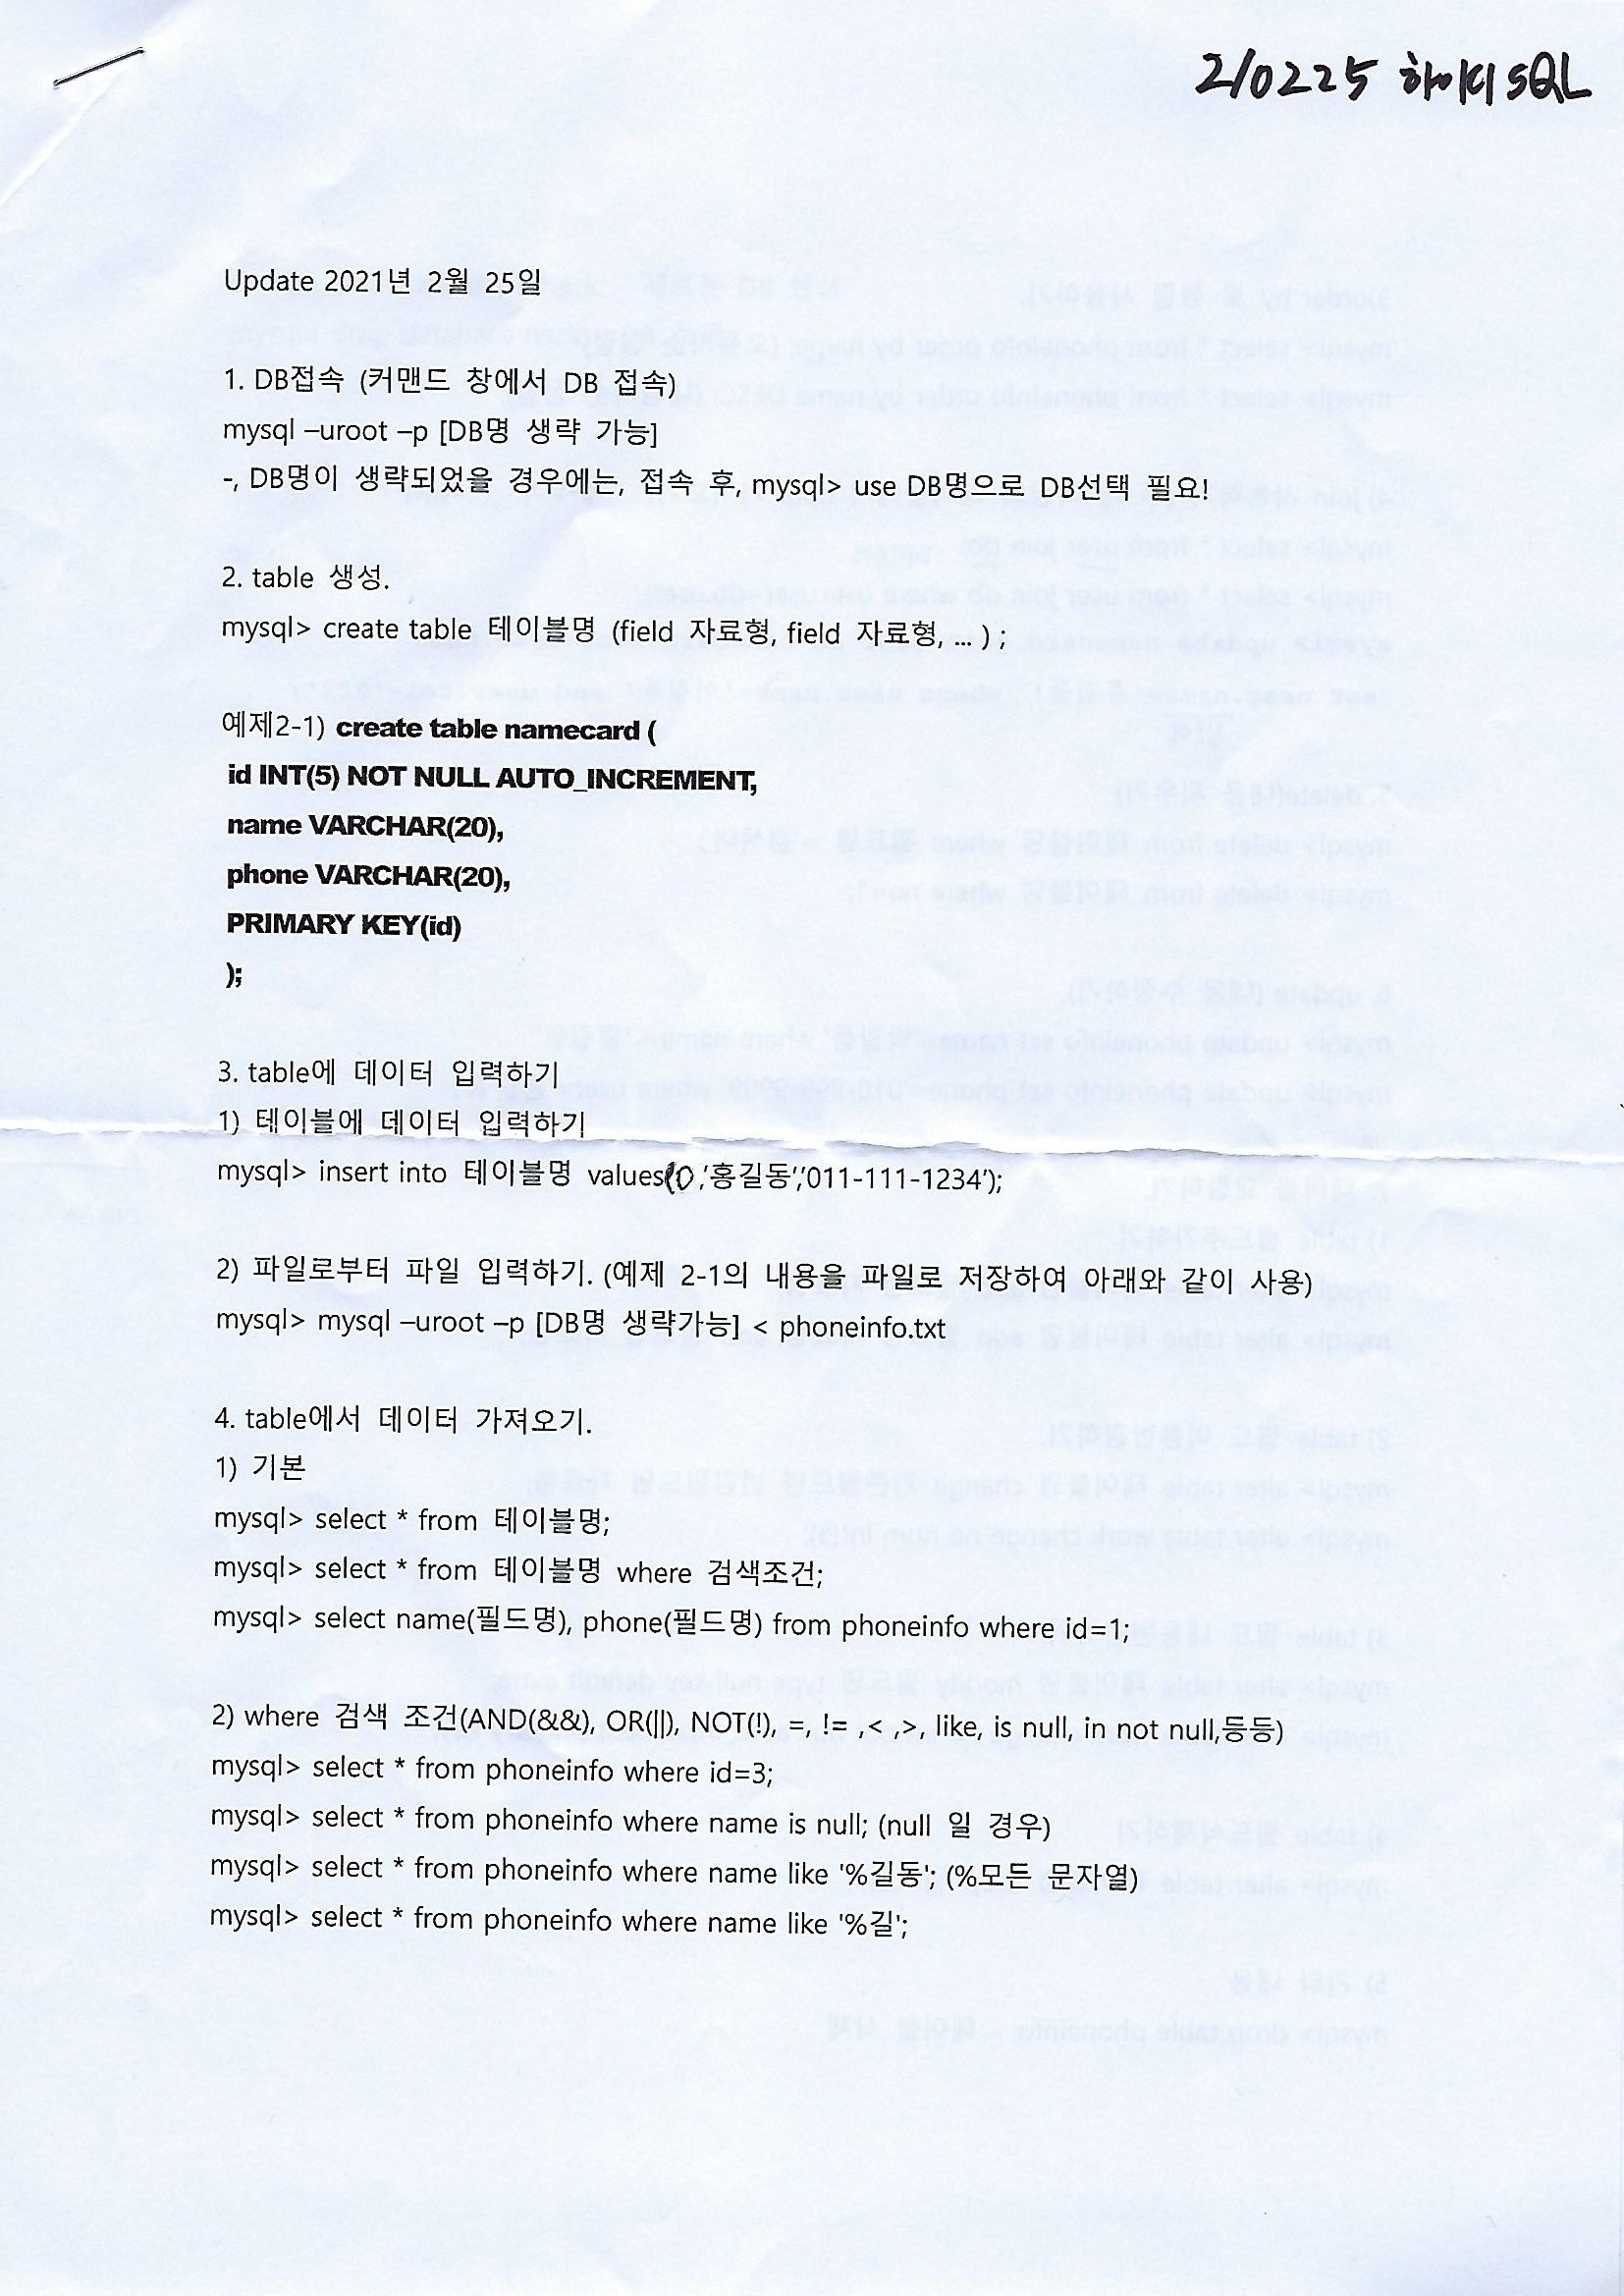 210225 하이디SQL
Update 2021년 2월 25일
1. DB접속 (커맨드 창에서 DB 접속)
mysql –uroot –p [DB명 생략 가능]
-, DB명이 생략되었을 경우에는, 접속 후, mysql> use DB명으로 DB선택 필요!
2. table 생성.
mysql> create table 테이블명 (field 자료형, field 자료형, ... ) ;
예제2-1) create table namecard (
id INT(5) NOT NULL AUTO_INCREMENT,
name VARCHAR(20),
phone VARCHAR(20),
PRIMARY KEY(id)
);
3. table에 데이터 입력하기
1) 테이블에 데이터 입력하기
mysql> insert into 테이블명 values(0,'홍길동','011-111-1234');
2) 파일로부터 파일 입력하기. (예제 2-1의 내용을 파일로 저장하여 아래와 같이 사용)
mysql> mysql –uroot –p [DB명 생략가능] < phoneinfo.txt
4. table에서 데이터 가져오기.
1) 기본
mysql> select * from 테이블명;
mysql> select * from 테이블명 where 검색조건;
mysql> select name(필드명), phone(필드명) from phoneinfo where id=1;
2) where 검색 조건(AND(&&), OR(||), NOT(!), =, != ,< ,>, like, is null, in not null,등등)
mysql> select * from phoneinfo where id=3;
mysql> select * from phoneinfo where name is null; (null 일 경우)
mysql> select * from phoneinfo where name like '%길동'; (%모든 문자열)
mysql> select * from phoneinfo where name like '%길';